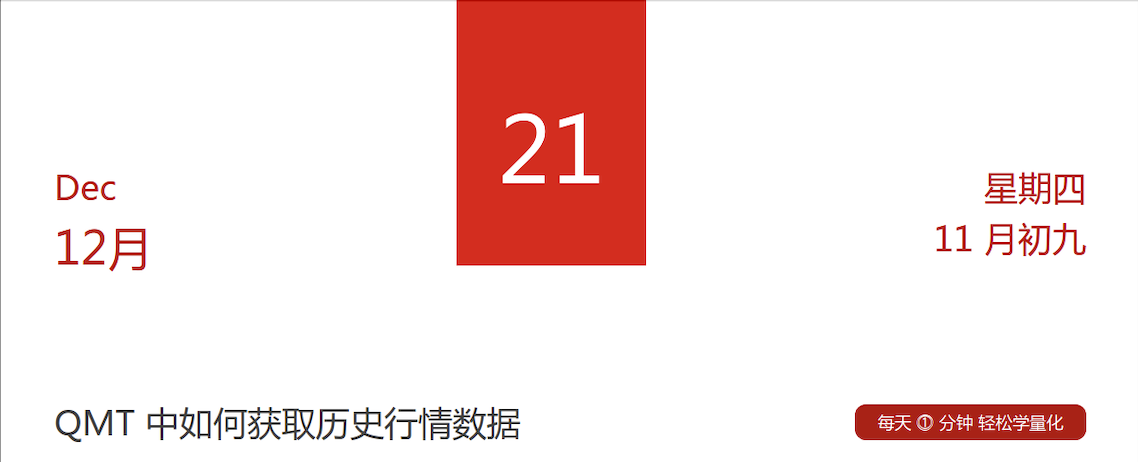 21
Dec
12月
星期四
11 月初九
QMT 中如何获取历史行情数据
每天 ① 分钟 轻松学量化